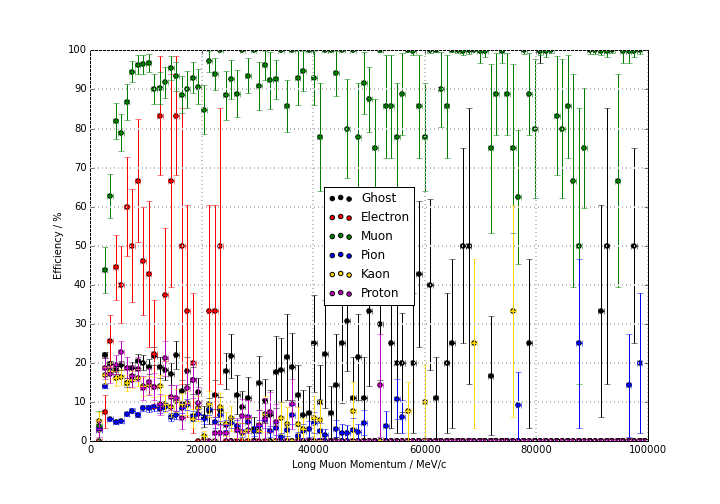 100
90
80
70
60
50
40
30
20
10
0
Efficiency / %
Ghost
Electron
Muon
Pion
Kaon
Proton
0 20000 40000 60000 80000 100000
Long Muon Momentum / MeV/c